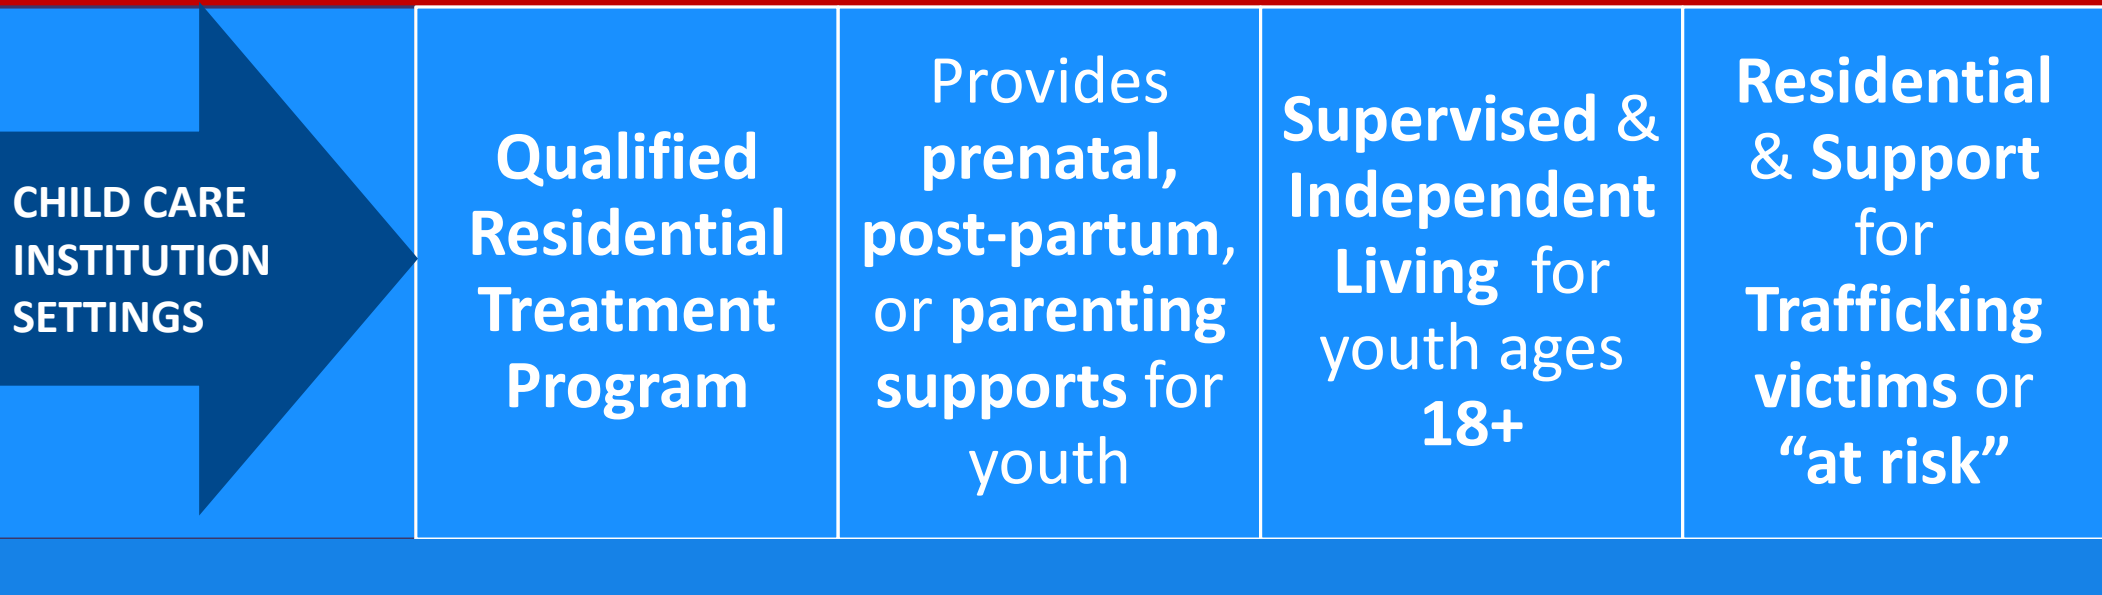 CHILD CARE
INSTITUTION
SETTINGS
Qualified
Residential
Treatment
Program
Provides
prenatal,
post-partum,
or parenting
supports for
youth
Supervised &
Independent
Living for
youth ages
18+
Residential
& Support
for
Trafficking
victims or
“at risk”